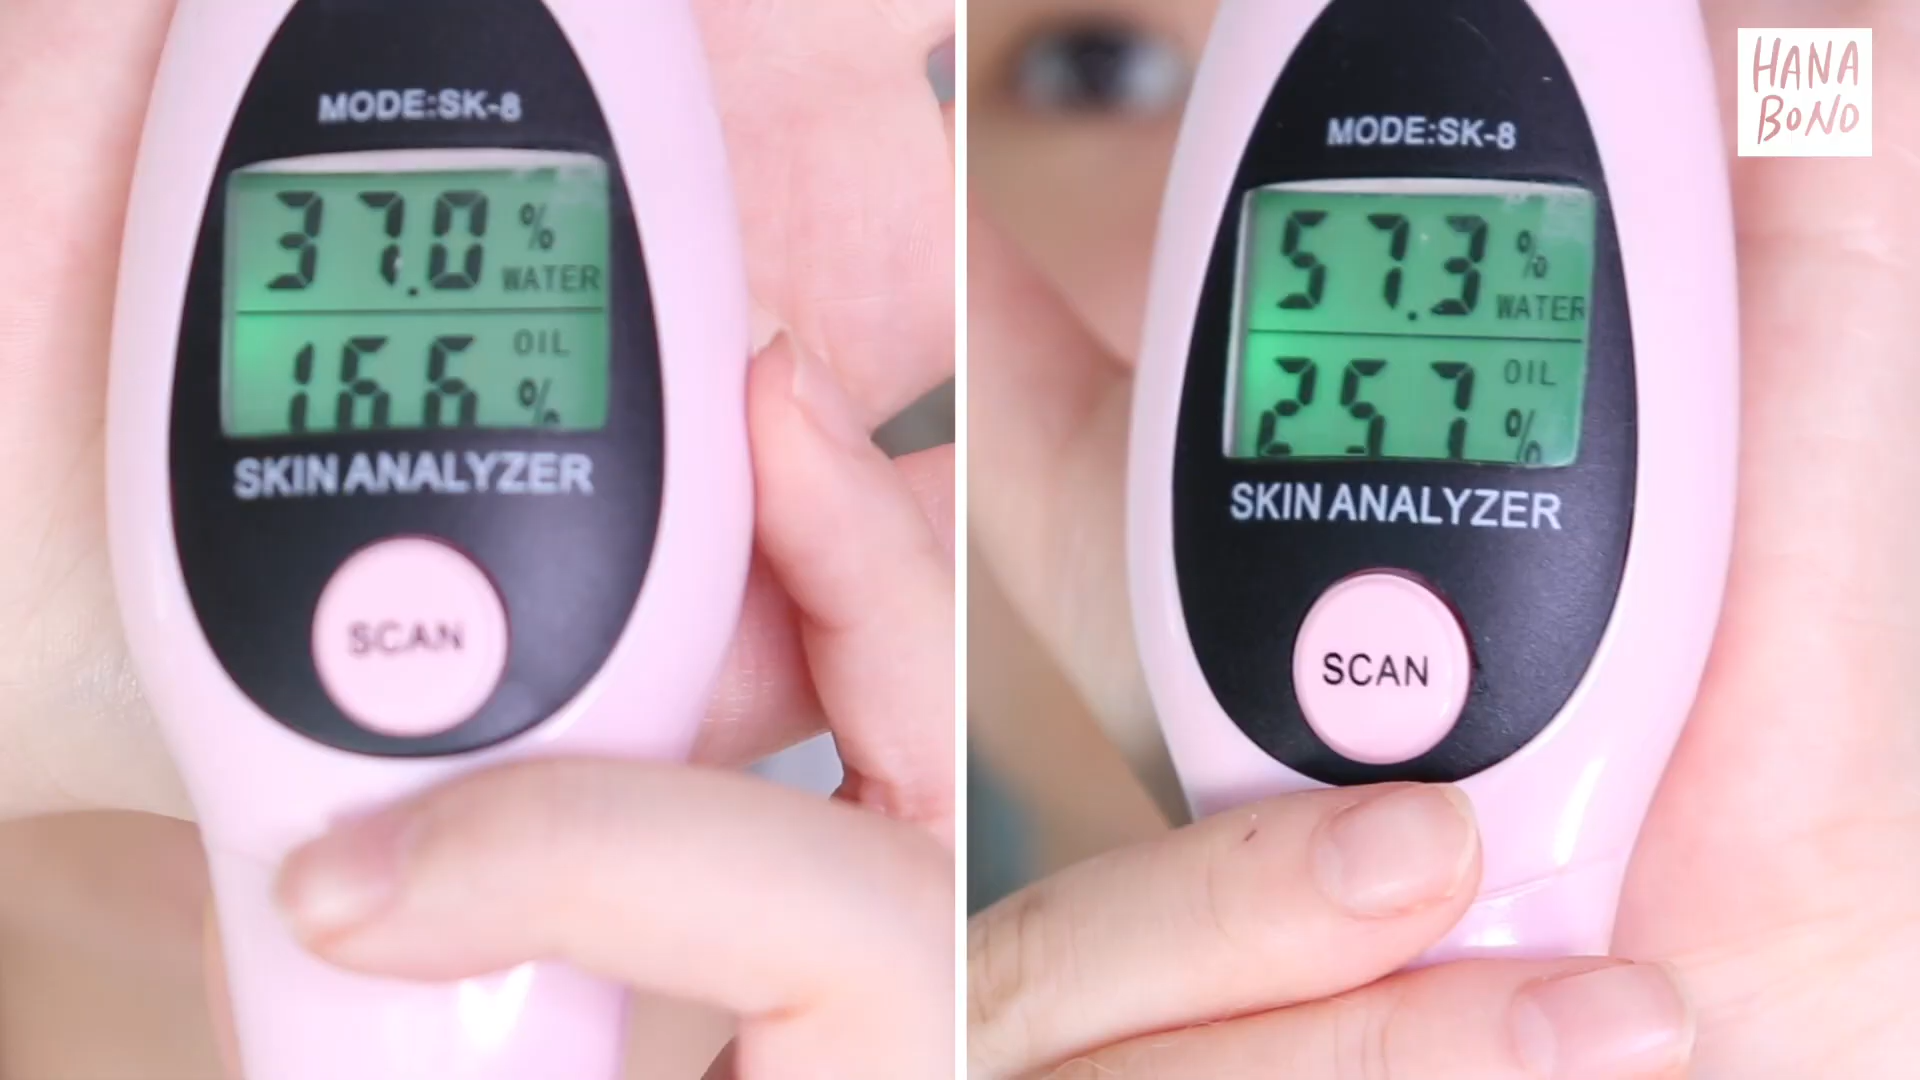 MODE:SK-8
37.0 %
WATER
OIL
16.6 %
SKIN ANALYZER
SCAN
MODE:SK-8
57.3 %
WATER
OIL
25.7 %
SKIN ANALYZER
SCAN
HANA
BONO